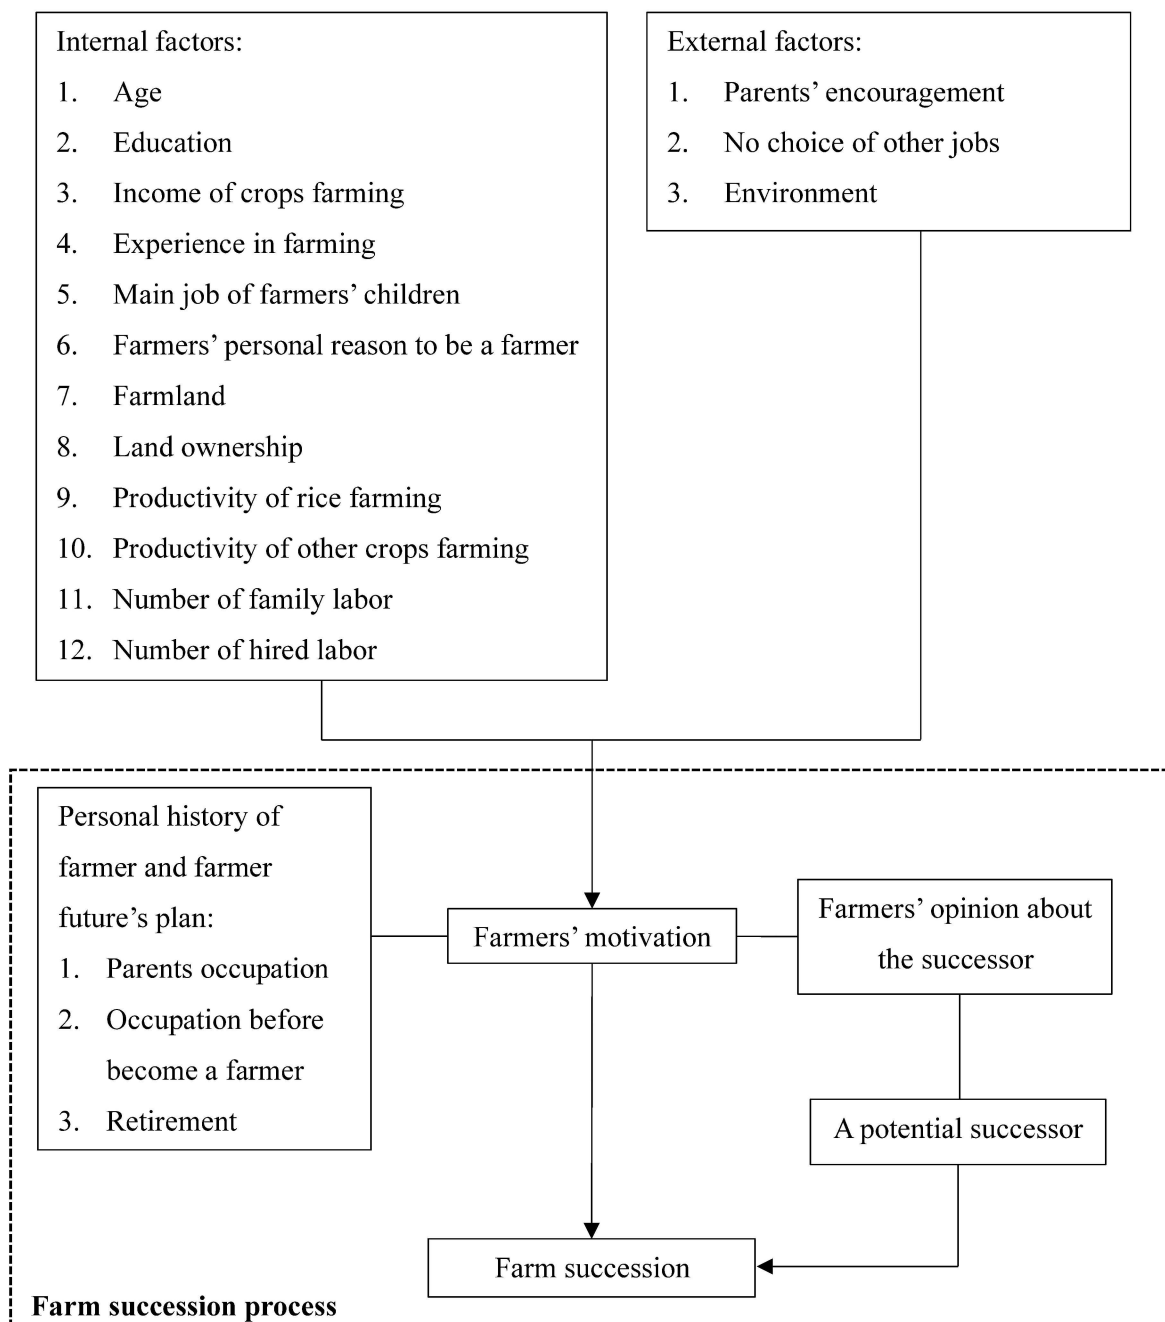 Internal factors:
1. Age
2. Education
3. Income of crops farming
4. Experience in farming
5. Main job of farmers’ children
6. Farmers’ personal reason to be a farmer
7. Farmland
8. Land ownership
9. Productivity of rice farming
10. Productivity of other crops farming
11. Number of family labor
12. Number of hired labor
External factors:
1. Parents’ encouragement
2. No choice of other jobs
3. Environment
Personal history of
farmer and farmer
future’s plan:
1. Parents occupation
2. Occupation before
become a farmer
3. Retirement
Farmers’ motivation
Farmers’ opinion about
the successor
A potential successor
Farm succession
Farm succession process